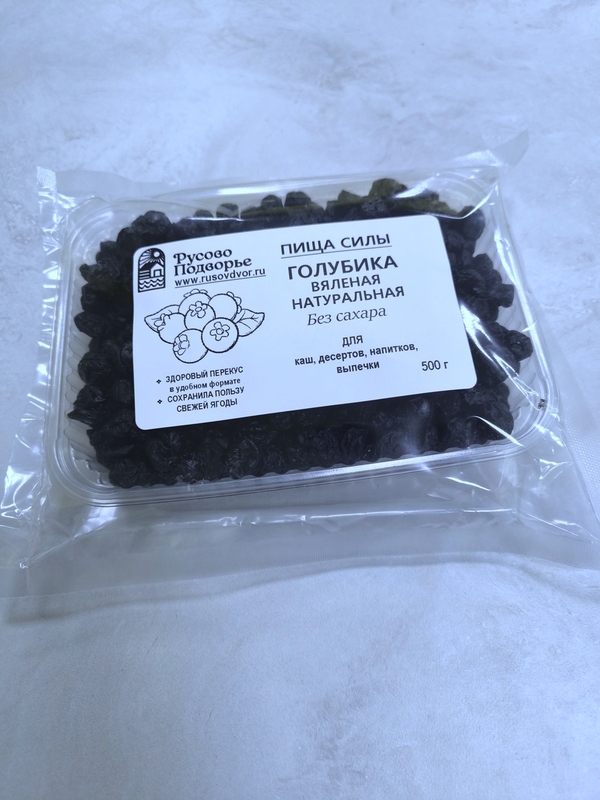 Русово
Подворье
www.rusovdvor.ru
ПИЩА СИЛЫ
ГОЛУБИКА
ВЯЛЕНАЯ
НАТУРАЛЬНАЯ
Без сахара
ДЛЯ
каш, десертов, напитков,
выпечки
500 г
❖ ЗДОРОВЫЙ ПЕРЕКУС
в удобном формате
❖ СОХРАНИЛА ПОЛЬЗУ
СВЕЖЕЙ ЯГОДЫ